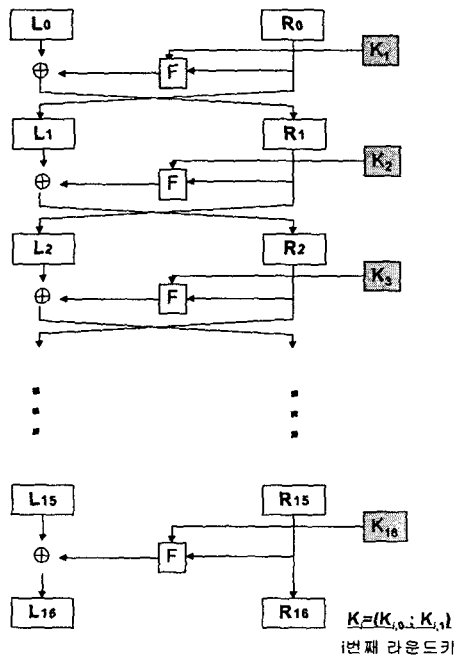 L0 R0
K1
⊕ F
L1 R1
K2
⊕ F
L2 R2
K3
⊕ F
L15 R15
K16
⊕ F
L16 R16
Ki=(Ki,0 ; Ki,1)
i번째 라운드키